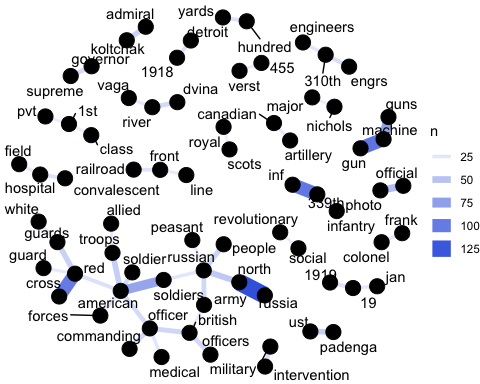 admiral
yards
detroit
engineers
koltchak
hundred
governor
1918
455
310th
engrs
supreme
verst
vaga
dvina
major
guns
pvt
1st
river
canadian
nichols
machine
n
class
royal
artillery
gun
25
field
railroad
front
scots
inf
official
50
hospital
convalescent
line
339th
photo
75
white
allied
peasant
revolutionary
infantry
frank
100
guards
troops
people
social
colonel
125
guard
red
soldier
russian
north
1919
jan
cross
american
soldiers
army
russia
19
forces
officer
british
ust
commanding
officers
padenga
medical
military
intervention